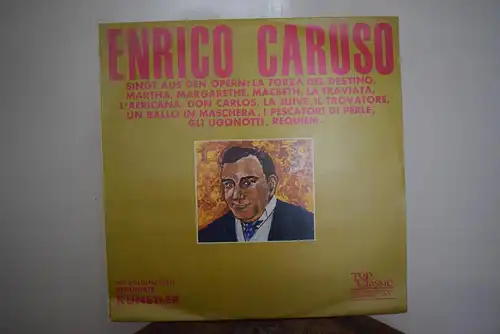 ENRICO CARUSO
SINGT AUS DEN OPERN: LA FORZA DEL DESTINO,
MARTHA, MARGARETHE, MACBETH, LA TRAVIATA,
L'AFRICANA, DON CARLOS, LA JUIVE, IL TROVATORE,
UN BALLO IN MASCHERA, I PESCATORI DI PERLE,
GLI UGONOTTI, REQUIEM
KÜNSTLER
TOP
CLASSIC